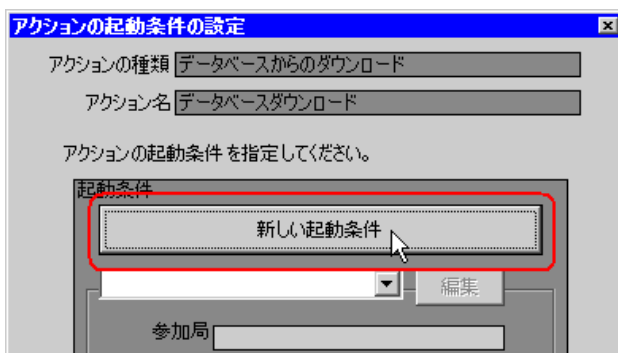 アクションの起動条件の設定
アクションの種類 データベースからのダウンロード
アクション名 データベースダウンロード
アクションの起動条件 を指定してください。
起動条件
新しい起動条件
編集
参加局